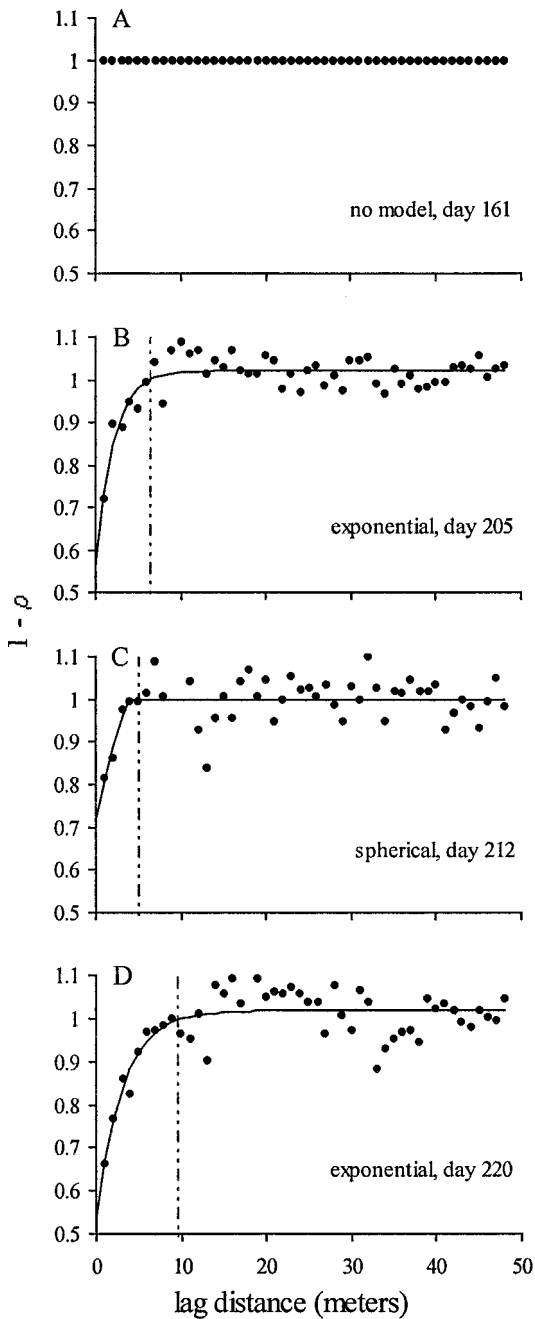 A
1.1
1
0.9
0.8
0.7
0.6
0.5
no model, day 161
B
1.1
1
0.9
0.8
0.7
0.6
0.5
exponential, day 205
1 - ρ
C
1.1
1
0.9
0.8
0.7
0.6
0.5
spherical, day 212
D
1.1
1
0.9
0.8
0.7
0.6
0.5
exponential, day 220
0 10 20 30 40 50
lag distance (meters)